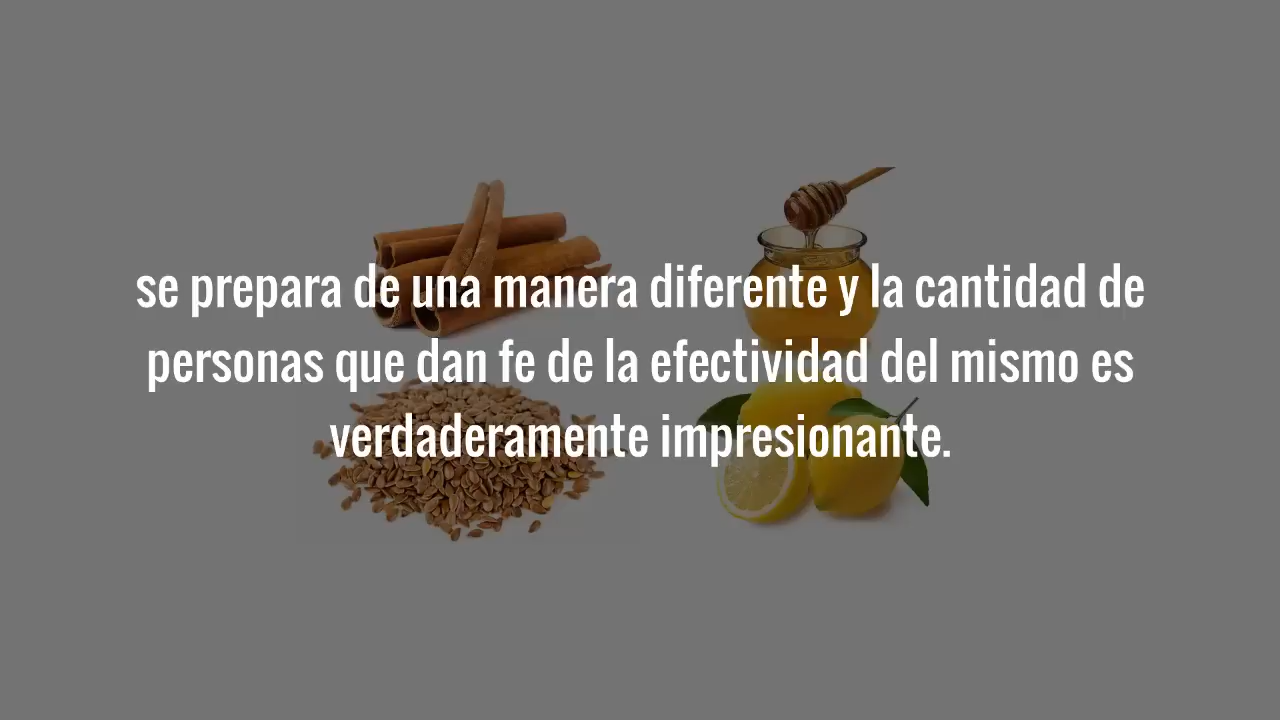 se prepara de una manera diferente y la cantidad de
personas que dan fe de la efectividad del mismo es
verdaderamente impresionante.